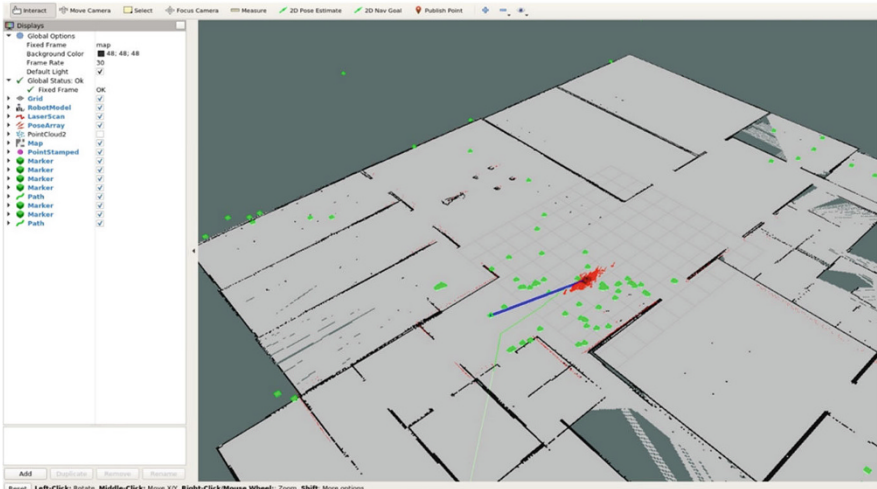 Interact Move Camera Select Focus Camera Measure 2D Pose Estimate 2D Nav Goal Publish Point
Displays
Global Options
Fixed Frame map
Background Color 48; 48; 48
Frame Rate 30
Default Light
Global Status: Ok
Fixed Frame OK
Grid
RobotModel
LaserScan
PoseArray
PointCloud2
Map
PointStamped
Marker
Marker
Marker
Marker
Path
Marker
Marker
Path
Add Duplicate Remove Rename
Reset Left-Click: Rotate. Middle-Click: Move X/Y. Right-Click/Mouse Wheel: Zoom. Shift: More options.